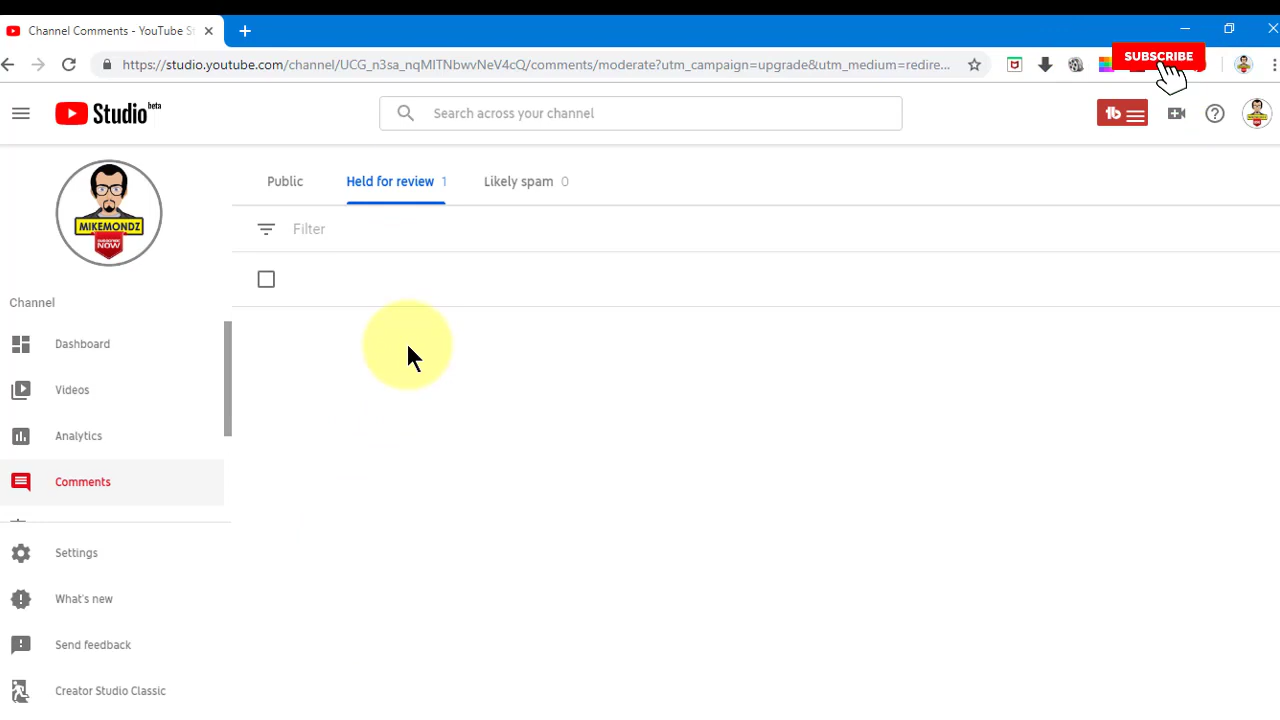 Channel Comments - YouTube St
https://studio.youtube.com/channel/UCG_n3sa_nqMITNbwvNeV4cQ/comments/moderate?utm_campaign=upgrade&utm_medium=redire...
SUBSCRIBE
Studio beta
Search across your channel
tb
MIKEMONDZ
SUBSCRIBE
NOW
Public
Held for review 1
Likely spam 0
Filter
Channel
Dashboard
Videos
Analytics
Comments
Settings
What's new
Send feedback
Creator Studio Classic